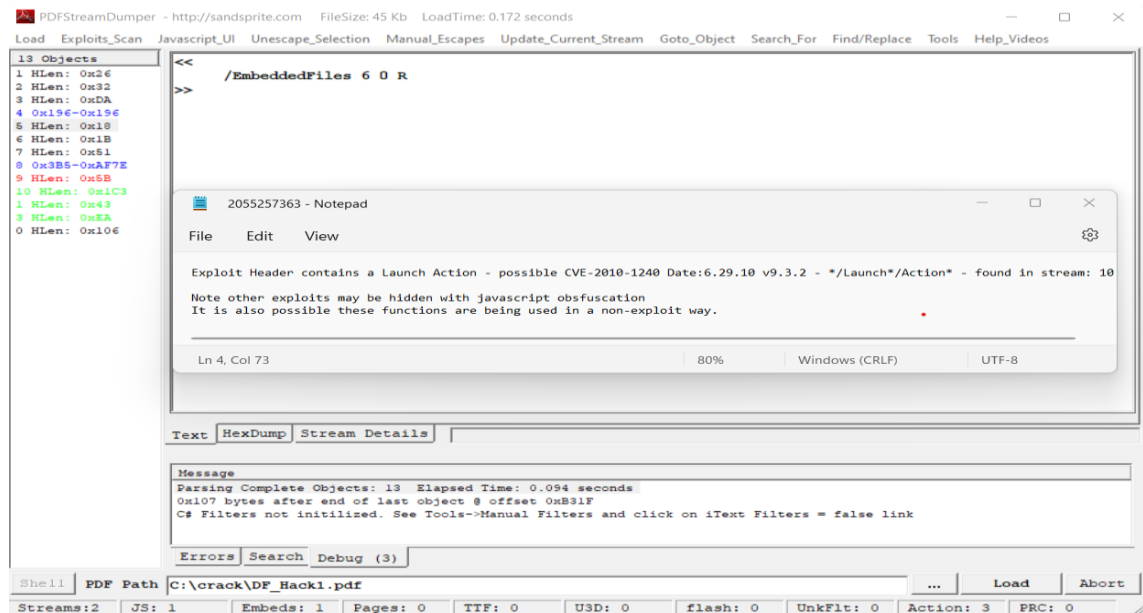 PDFStreamDumper - http://sandsprite.com FileSize: 45 Kb LoadTime: 0.172 seconds
Load Exploits_Scan Javascript_UI Unescape_Selection Manual_Escapes Update_Current_Stream Goto_Object Search_For Find/Replace Tools Help_Videos
13 Objects
1 HLen: 0x26
2 HLen: 0x32
3 HLen: 0xDA
4 0x196-0x196
5 HLen: 0x18
6 HLen: 0x1B
7 HLen: 0x51
8 0x3B5-0xAF7E
9 HLen: 0x5B
10 HLen: 0x1C3
1 HLen: 0x43
3 HLen: 0xEA
0 HLen: 0x106
<<
/EmbeddedFiles 6 0 R
>>
2055257363 - Notepad
File Edit View
Exploit Header contains a Launch Action - possible CVE-2010-1240 Date:6.29.10 v9.3.2 - */Launch*/Action* - found in stream: 10
Note other exploits may be hidden with javascript obsfuscation
It is also possible these functions are being used in a non-exploit way.
Ln 4, Col 73 80% Windows (CRLF) UTF-8
Text HexDump Stream Details
Message
Parsing Complete Objects: 13 Elapsed Time: 0.094 seconds
0x107 bytes after end of last object @ offset 0xB31F
C# Filters not initilized. See Tools->Manual Filters and click on iText Filters = false link
Errors Search Debug (3)
Shell PDF Path C:\crack\DF_Hack1.pdf ... Load Abort
Streams:2 JS: 1 Embeds: 1 Pages: 0 TTF: 0 U3D: 0 flash: 0 UnkFlt: 0 Action: 3 PRC: 0